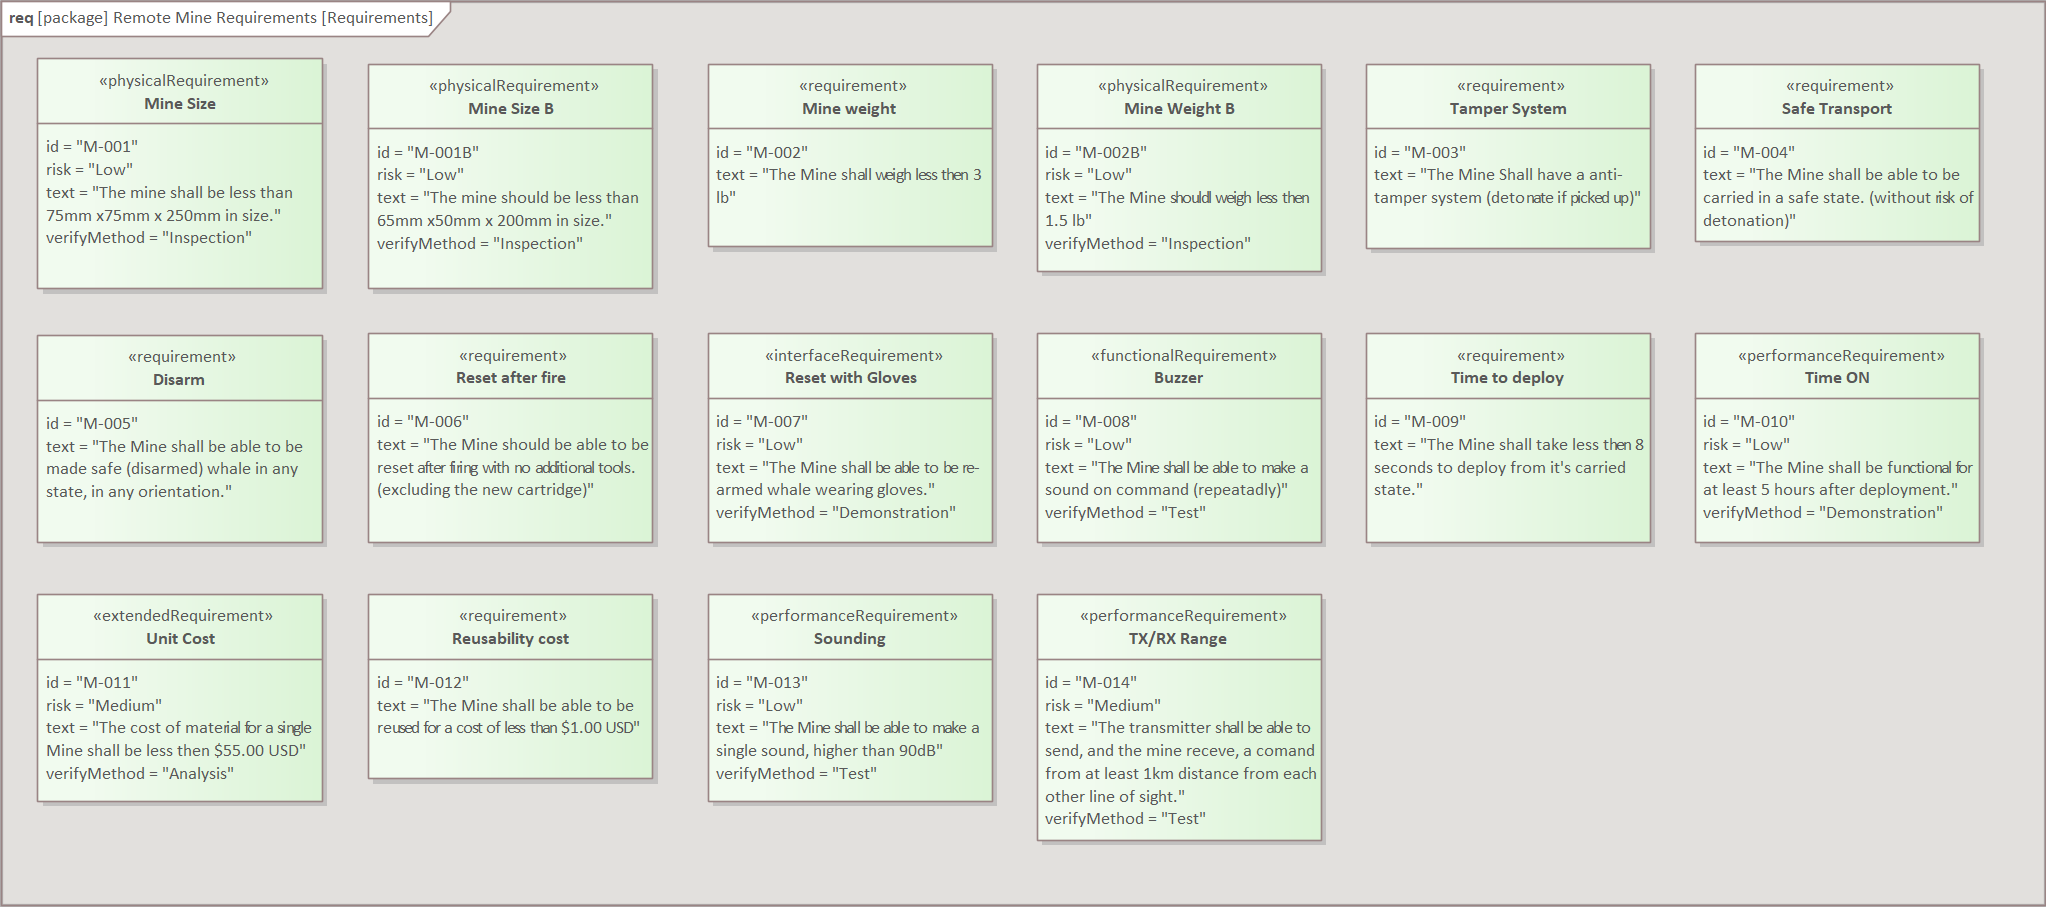 req [package] Remote Mine Requirements [Requirements]
«physicalRequirement»
Mine Size
id = "M-001"
risk = "Low"
text = "The mine shall be less than
75mm x75mm x 250mm in size."
verifyMethod = "Inspection"
«physicalRequirement»
Mine Size B
id = "M-001B"
risk = "Low"
text = "The mine should be less than
65mm x50mm x 200mm in size."
verifyMethod = "Inspection"
«requirement»
Mine weight
id = "M-002"
text = "The Mine shall weigh less then 3
lb"
«physicalRequirement»
Mine Weight B
id = "M-002B"
risk = "Low"
text = "The Mine should weigh less then
1.5 lb"
verifyMethod = "Inspection"
«requirement»
Tamper System
id = "M-003"
text = "The Mine Shall have a anti-
tamper system (detonate if picked up)"
«requirement»
Safe Transport
id = "M-004"
text = "The Mine shall be able to be
carried in a safe state. (without risk of
detonation)"
«requirement»
Disarm
id = "M-005"
text = "The Mine shall be able to be
made safe (disarmed) whale in any
state, in any orientation."
«requirement»
Reset after fire
id = "M-006"
text = "The Mine should be able to be
reset after firing with no additional tools.
(excluding the new cartridge)"
«interfaceRequirement»
Reset with Gloves
id = "M-007"
risk = "Low"
text = "The Mine shall be able to be re-
armed whale wearing gloves."
verifyMethod = "Demonstration"
«functionalRequirement»
Buzzer
id = "M-008"
risk = "Low"
text = "The Mine shall be able to make a
sound on command (repeatadly)"
verifyMethod = "Test"
«requirement»
Time to deploy
id = "M-009"
text = "The Mine shall take less then 8
seconds to deploy from it's carried
state."
«performanceRequirement»
Time ON
id = "M-010"
risk = "Low"
text = "The Mine shall be functional for
at least 5 hours after deployment."
verifyMethod = "Demonstration"
«extendedRequirement»
Unit Cost
id = "M-011"
risk = "Medium"
text = "The cost of material for a single
Mine shall be less then $55.00 USD"
verifyMethod = "Analysis"
«requirement»
Reusability cost
id = "M-012"
text = "The Mine shall be able to be
reused for a cost of less than $1.00 USD"
«performanceRequirement»
Sounding
id = "M-013"
risk = "Low"
text = "The Mine shall be able to make a
single sound, higher than 90dB"
verifyMethod = "Test"
«performanceRequirement»
TX/RX Range
id = "M-014"
risk = "Medium"
text = "The transmitter shall be able to
send, and the mine receve, a comand
from at least 1km distance from each
other line of sight."
verifyMethod = "Test"